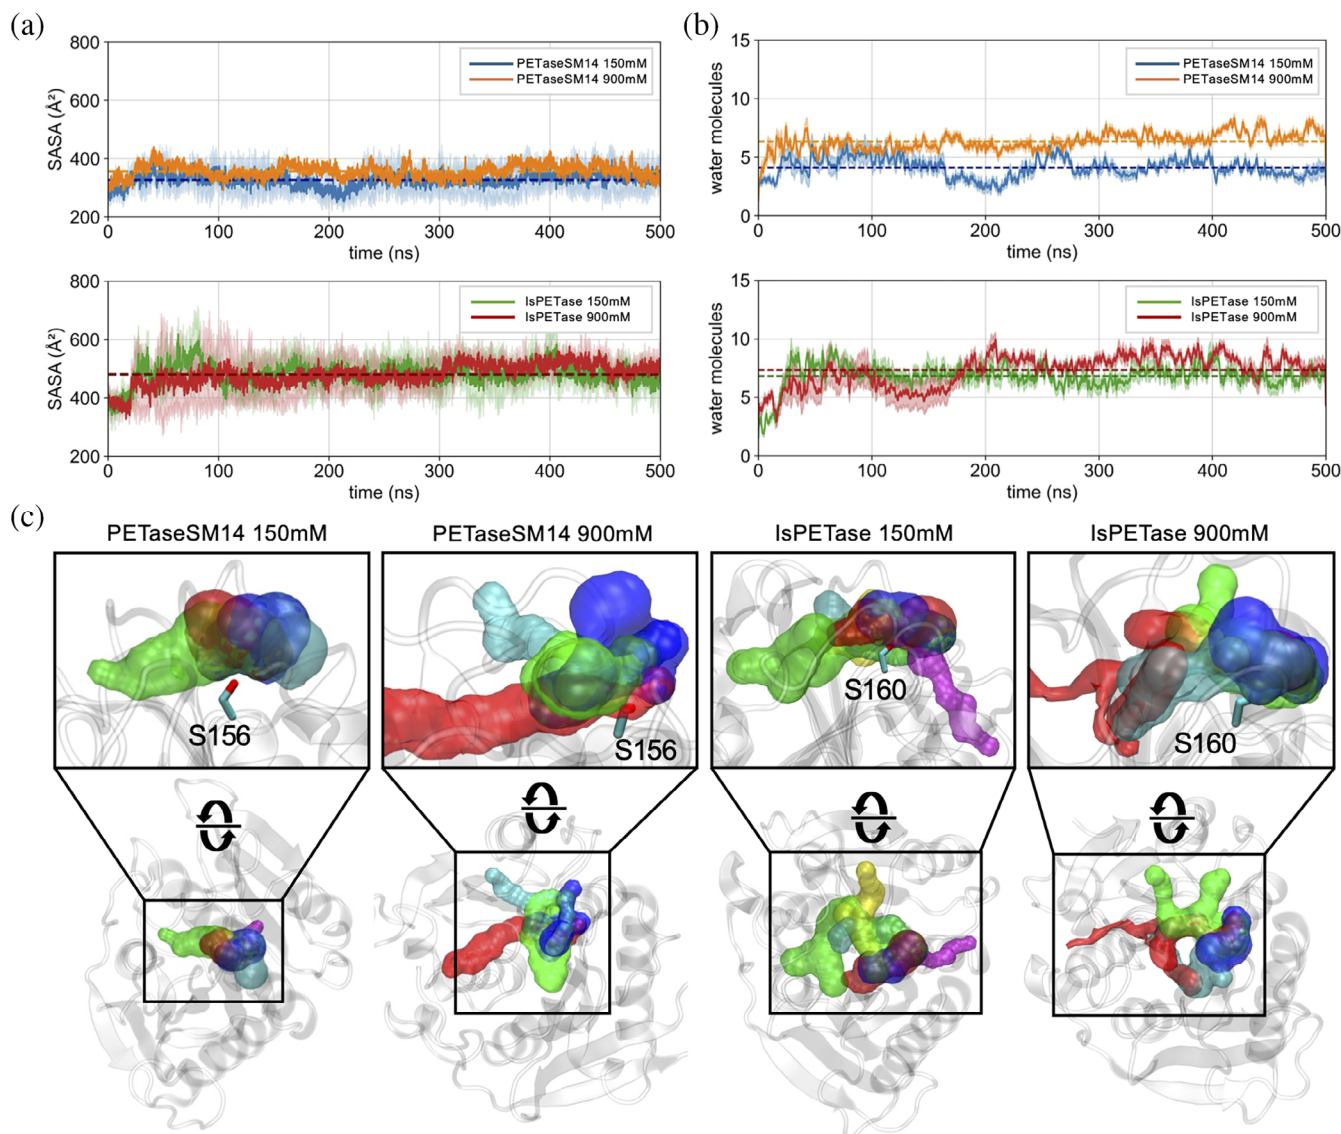 (a)
800
600
400
200
SASA (Å²)
PETaseSM14 150mM
PETaseSM14 900mM
0 100 200 300 400 500
time (ns)
(b)
15
10
5
0
water molecules
PETaseSM14 150mM
PETaseSM14 900mM
0 100 200 300 400 500
time (ns)
800
600
400
200
SASA (Å²)
IsPETase 150mM
IsPETase 900mM
0 100 200 300 400 500
time (ns)
15
10
5
0
water molecules
IsPETase 150mM
IsPETase 900mM
0 100 200 300 400 500
time (ns)
(c)
PETaseSM14 150mM
PETaseSM14 900mM
IsPETase 150mM
IsPETase 900mM
S156
S156
S160
S160